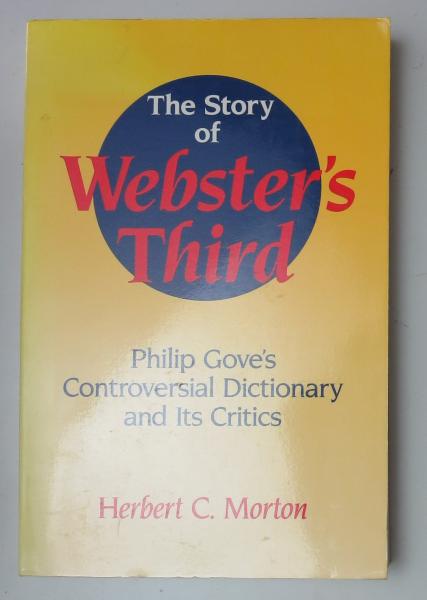 The Story
of
Webster's
Third
Philip Gove's
Controversial Dictionary
and Its Critics
Herbert C. Morton